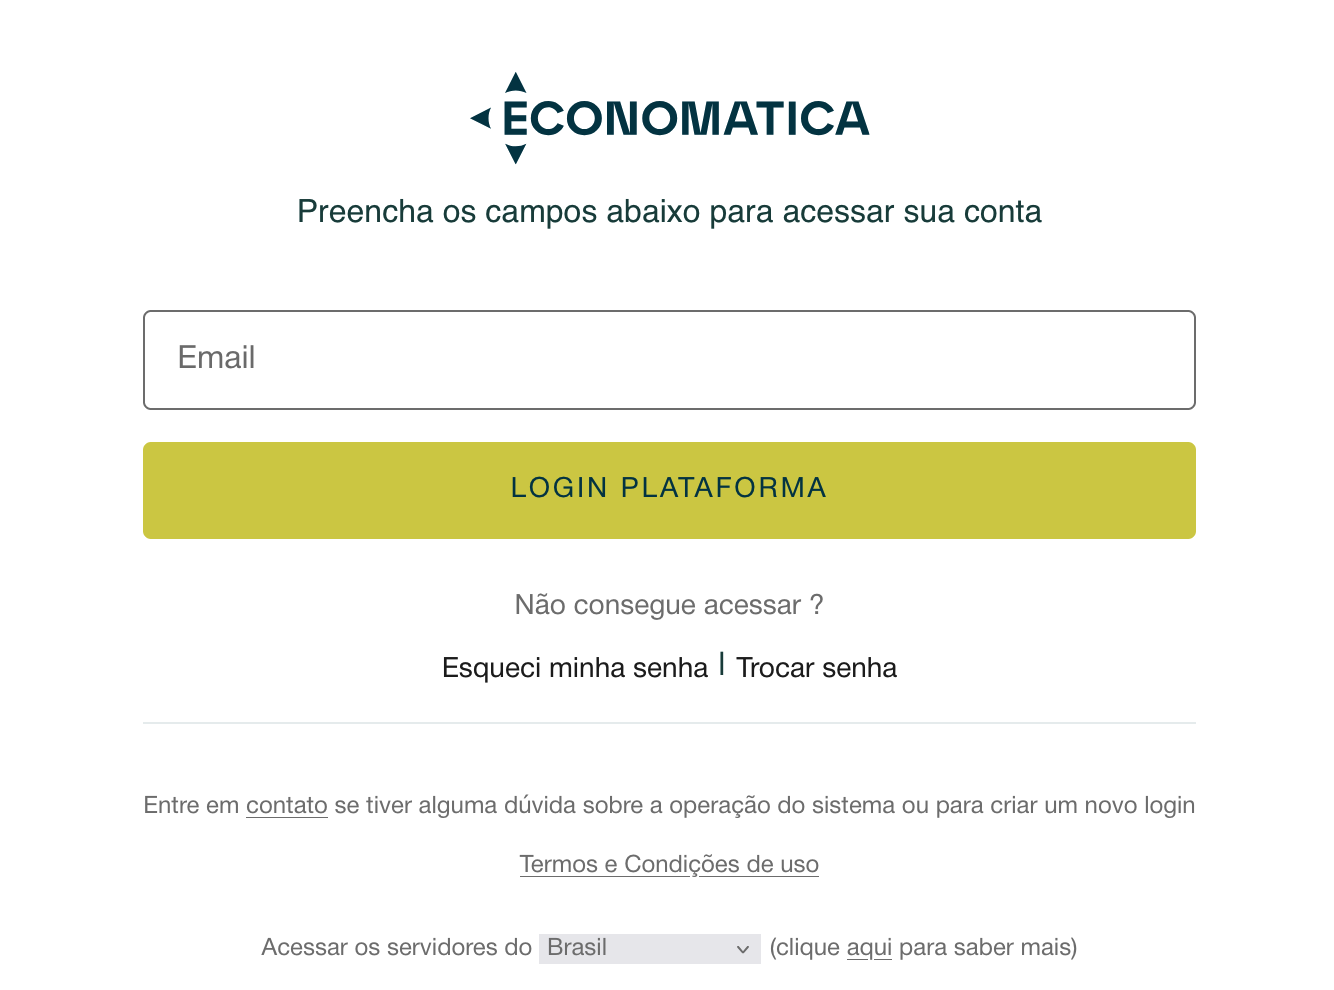 ECONOMATICA
Preencha os campos abaixo para acessar sua conta
Email
LOGIN PLATAFORMA
Não consegue acessar ?
Esqueci minha senha | Trocar senha
Entre em contato se tiver alguma dúvida sobre a operação do sistema ou para criar um novo login
Termos e Condições de uso
Acessar os servidores do Brasil (clique aqui para saber mais)